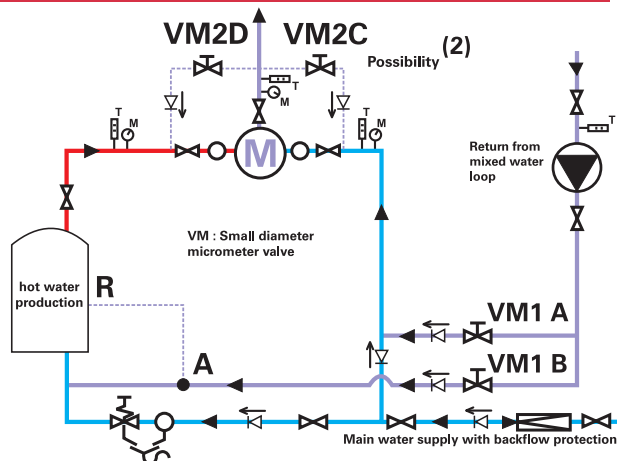 VM2D
VM2C
Possibility (2)
T
M
T
M
T
M
T
M
Return from
mixed water
loop
VM : Small diameter
micrometer valve
hot water
production
R
A
VM1 A
VM1 B
Main water supply with backflow protection